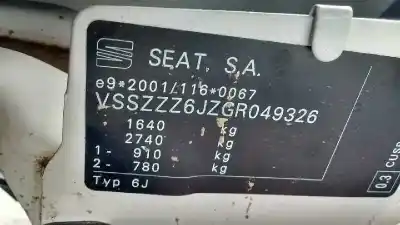 SEAT, S.A.
e9*2001/116*0067
VSSZZZ6JZGR049326
1640 kg
2740 kg
1- 910 kg
2- 780 kg
Typ 6J
0.3
CUSB